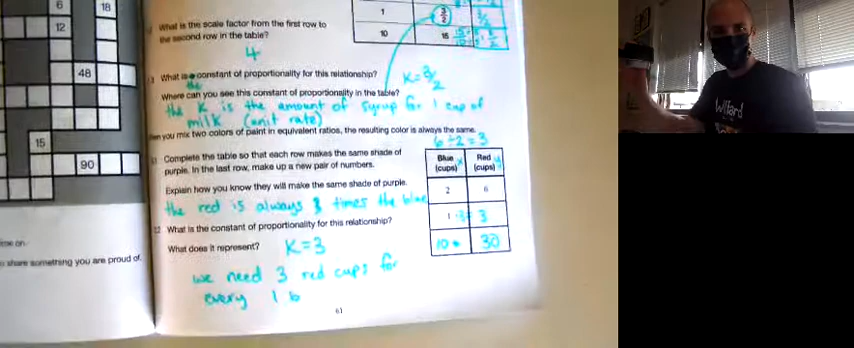 6
18
12
48
15
90
me on
share something you are proud of.
What is the scale factor from the first row to
the second row in the table?
4
1
3/2
10
15
What is the constant of proportionality for this relationship?
K=3/2
Where can you see this constant of proportionality in the table?
the K is the amount of syrup for 1 cup of
milk (unit rate)
you mix two colors of paint in equivalent ratios, the resulting color is always the same.
6÷2=3
Complete the table so that each row makes the same shade of
purple. In the last row, make up a new pair of numbers.
Explain how you know they will make the same shade of purple.
the red is always 3 times the blue
Blue
(cups) x
Red
(cups) y
2
6
1 ·3= 3
10
30
What is the constant of proportionality for this relationship?
What does it represent?
K=3
we need 3 red cups for
every 1 b
61
Wizard